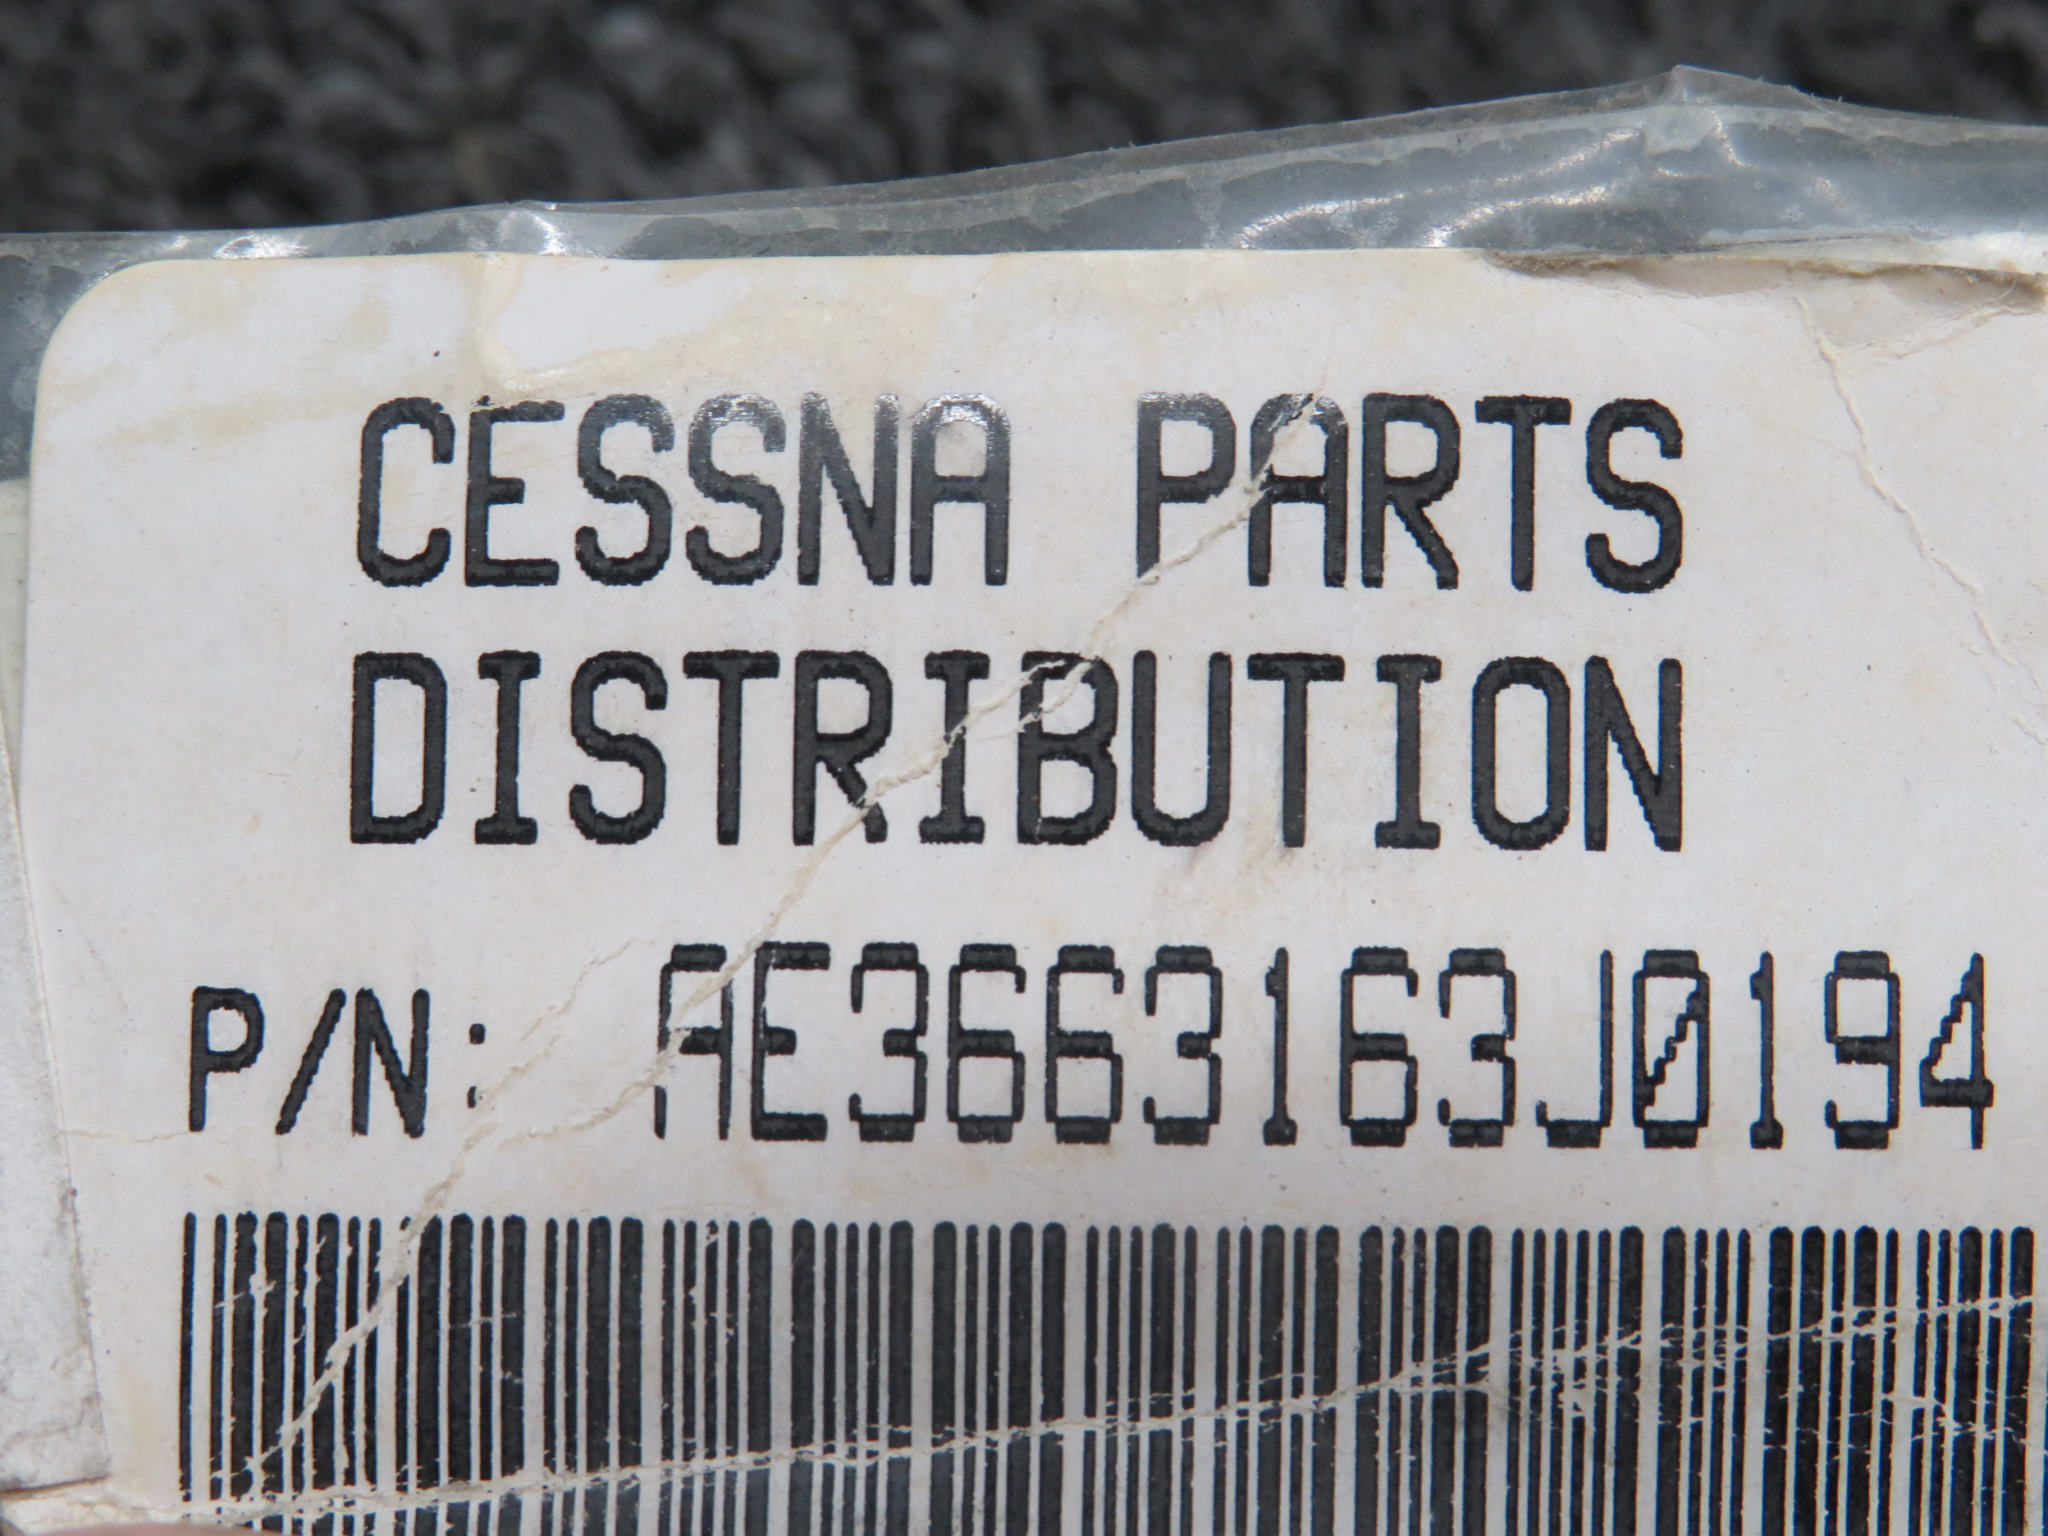 CESSNA PARTS
DISTRIBUTION
P/N: AE3663163J0194